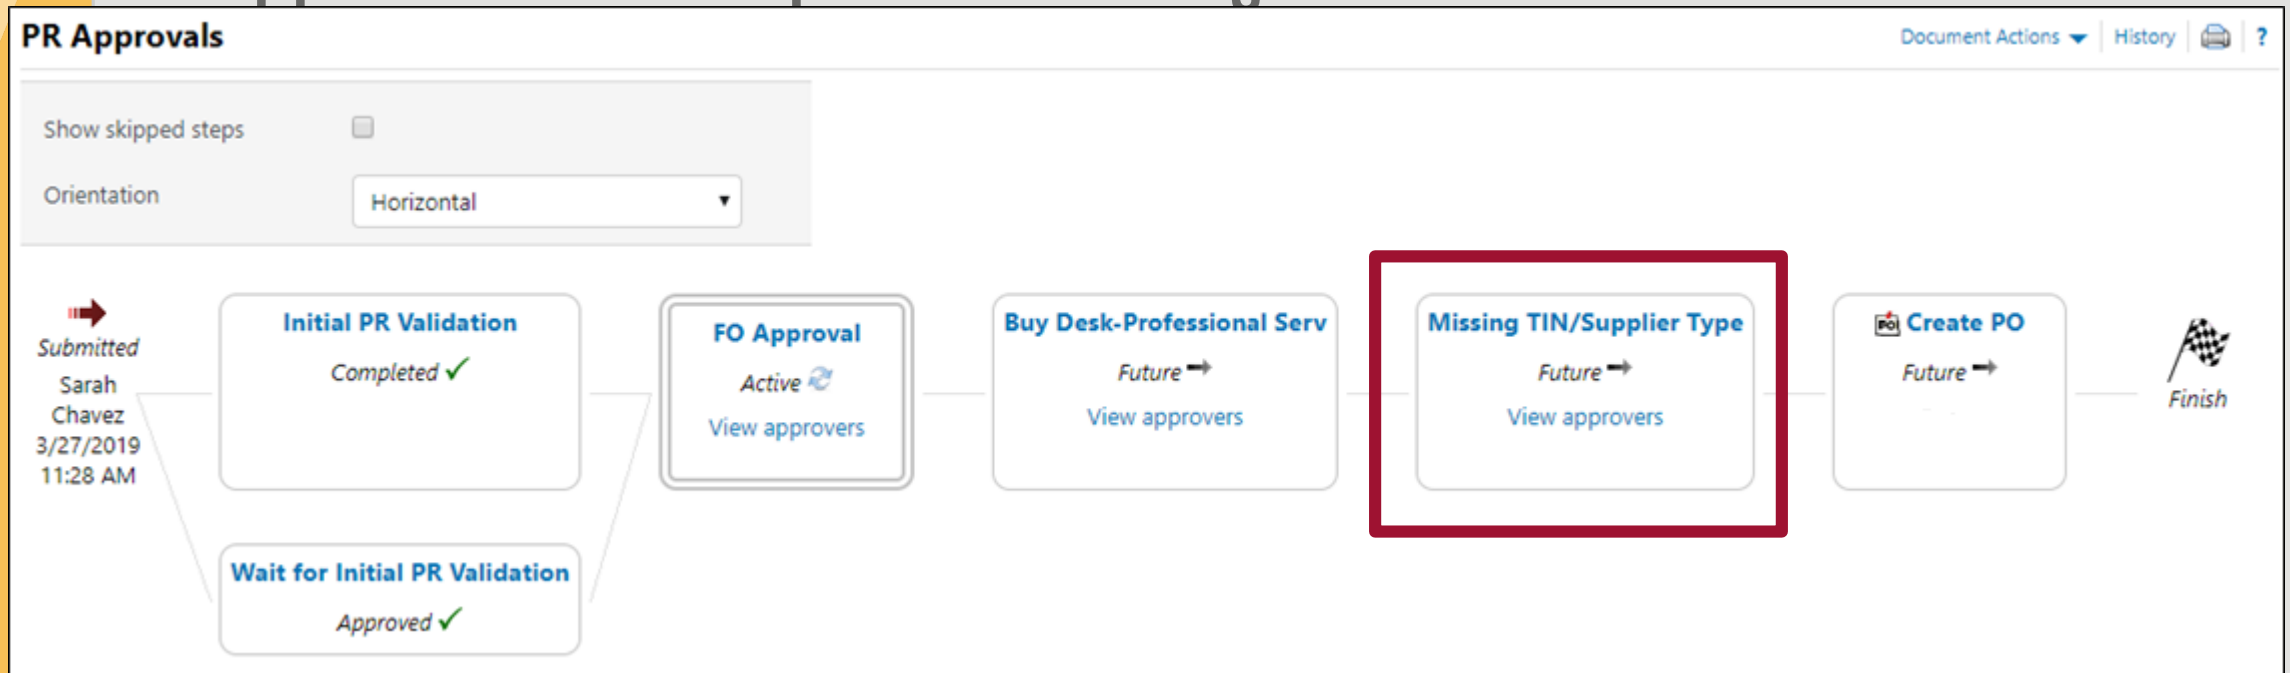 PR Approvals
Document Actions
History
?
Show skipped steps
Orientation
Horizontal
Submitted
Sarah
Chavez
3/27/2019
11:28 AM
Initial PR Validation
Completed
Wait for Initial PR Validation
Approved
FO Approval
Active
View approvers
Buy Desk-Professional Serv
Future
View approvers
Missing TIN/Supplier Type
Future
View approvers
PO
Create PO
Future
Finish